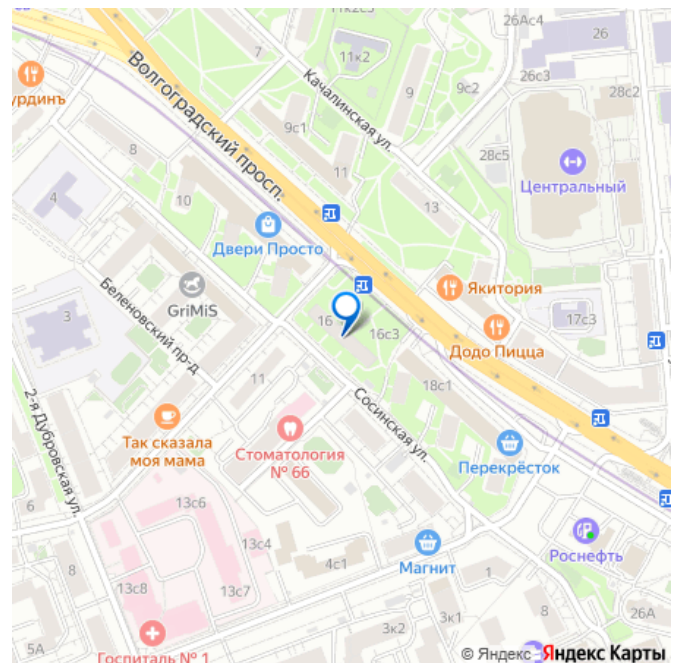 11к2с3
26Ас4
26
7
11к2
26с3
28с2
Качалинская ул.
9
9с2
урдинъ
Волгоградский просп.
9с1
8
11
28с5
Центральный
4
10
13
Двери Просто
Якитория
GriMiS
16
16с3
17с3
3
Беленовский пр-д
Додо Пицца
11
18с1
2-я Дубровская ул.
Так сказала
моя мама
Стоматология
№ 66
Сосинская ул.
Перекрёсток
6
13с6
13с4
Роснефть
8
4с1
Магнит
1
13с8
13с7
3к1
8
26А
5А
3к2
Госпиталь № 1
© Яндекс
Яндекс Карты